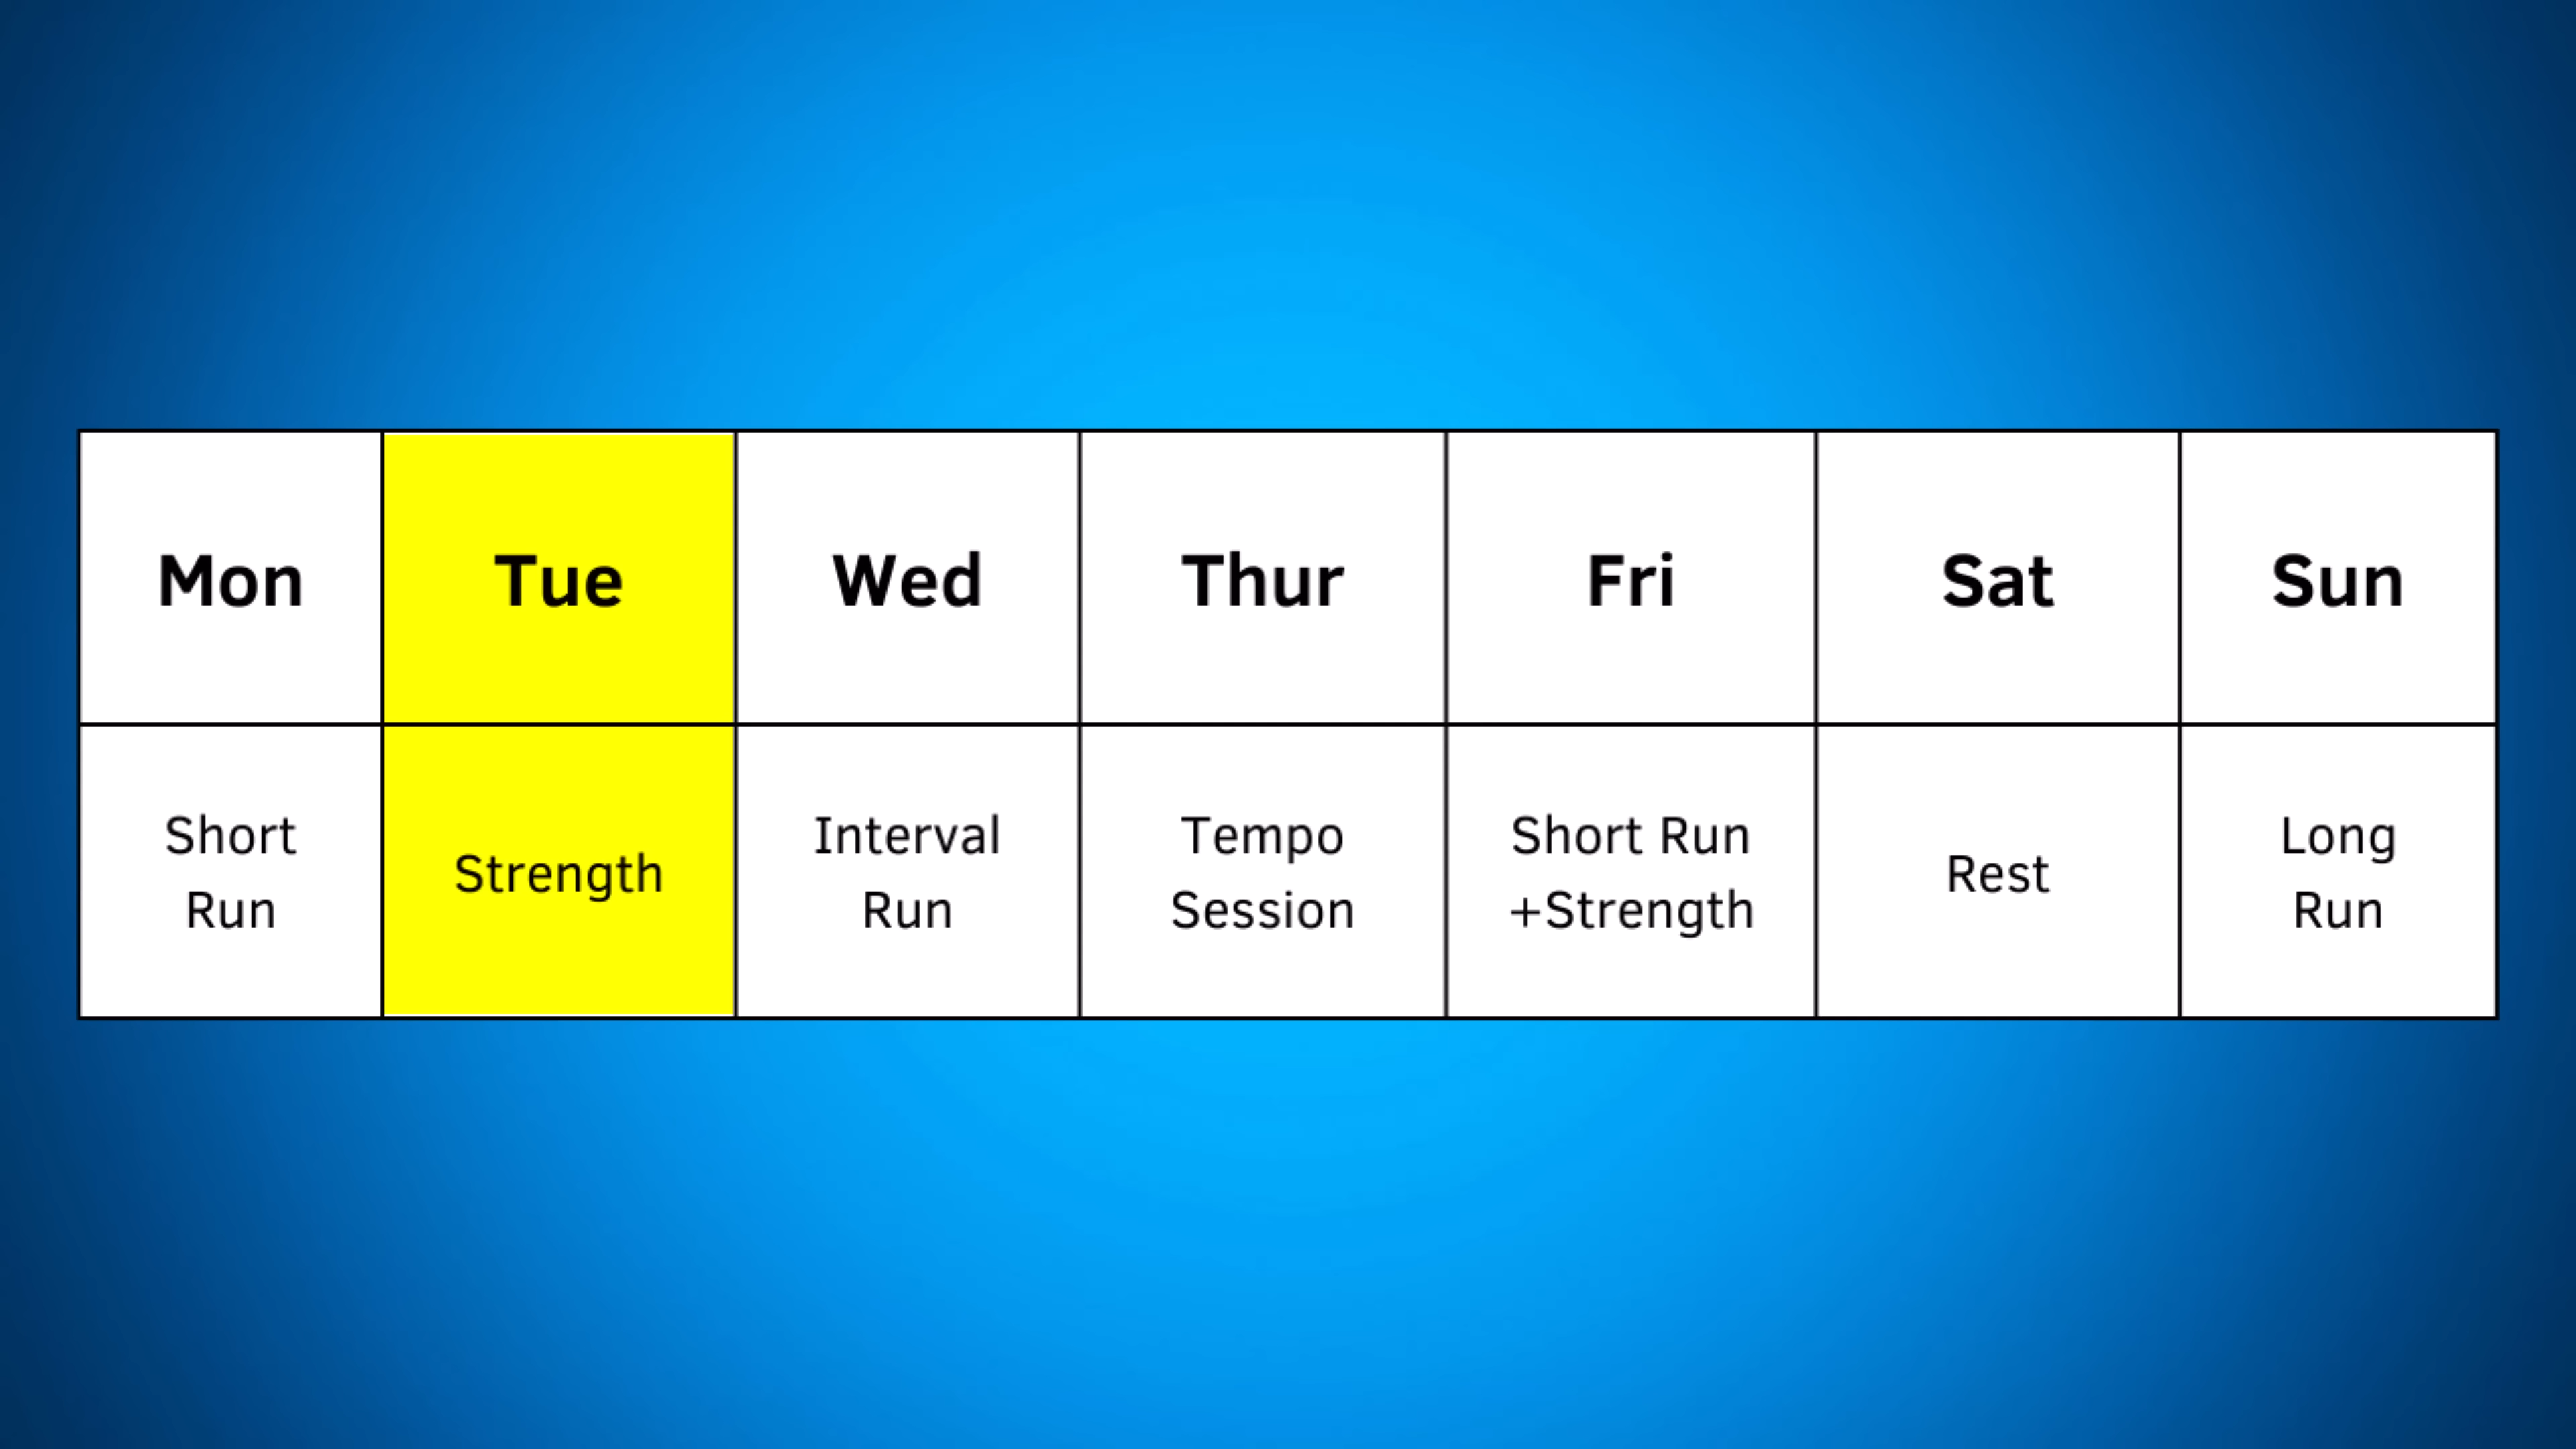 Mon Tue Wed Thur Fri Sat Sun
Short
Run
Strength
Interval
Run
Tempo
Session
Short Run
+Strength
Rest
Long
Run